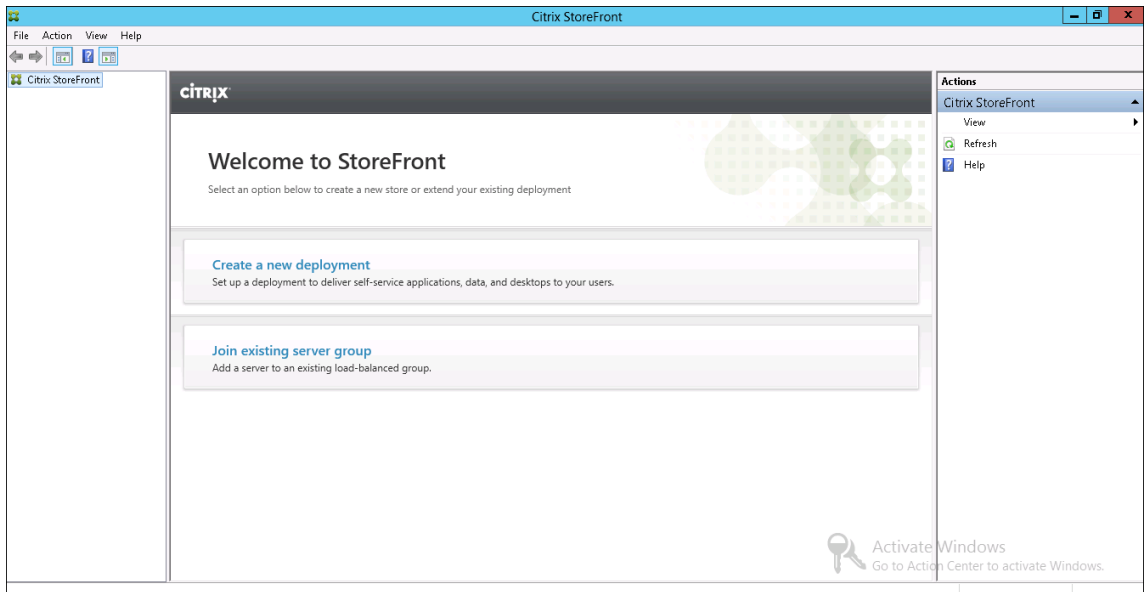 Citrix StoreFront
File Action View Help
Citrix StoreFront
CITRIX
Welcome to StoreFront
Select an option below to create a new store or extend your existing deployment
Create a new deployment
Set up a deployment to deliver self-service applications, data, and desktops to your users.
Join existing server group
Add a server to an existing load-balanced group.
Actions
Citrix StoreFront
View
Refresh
Help
Activate Windows
Go to Action Center to activate Windows.